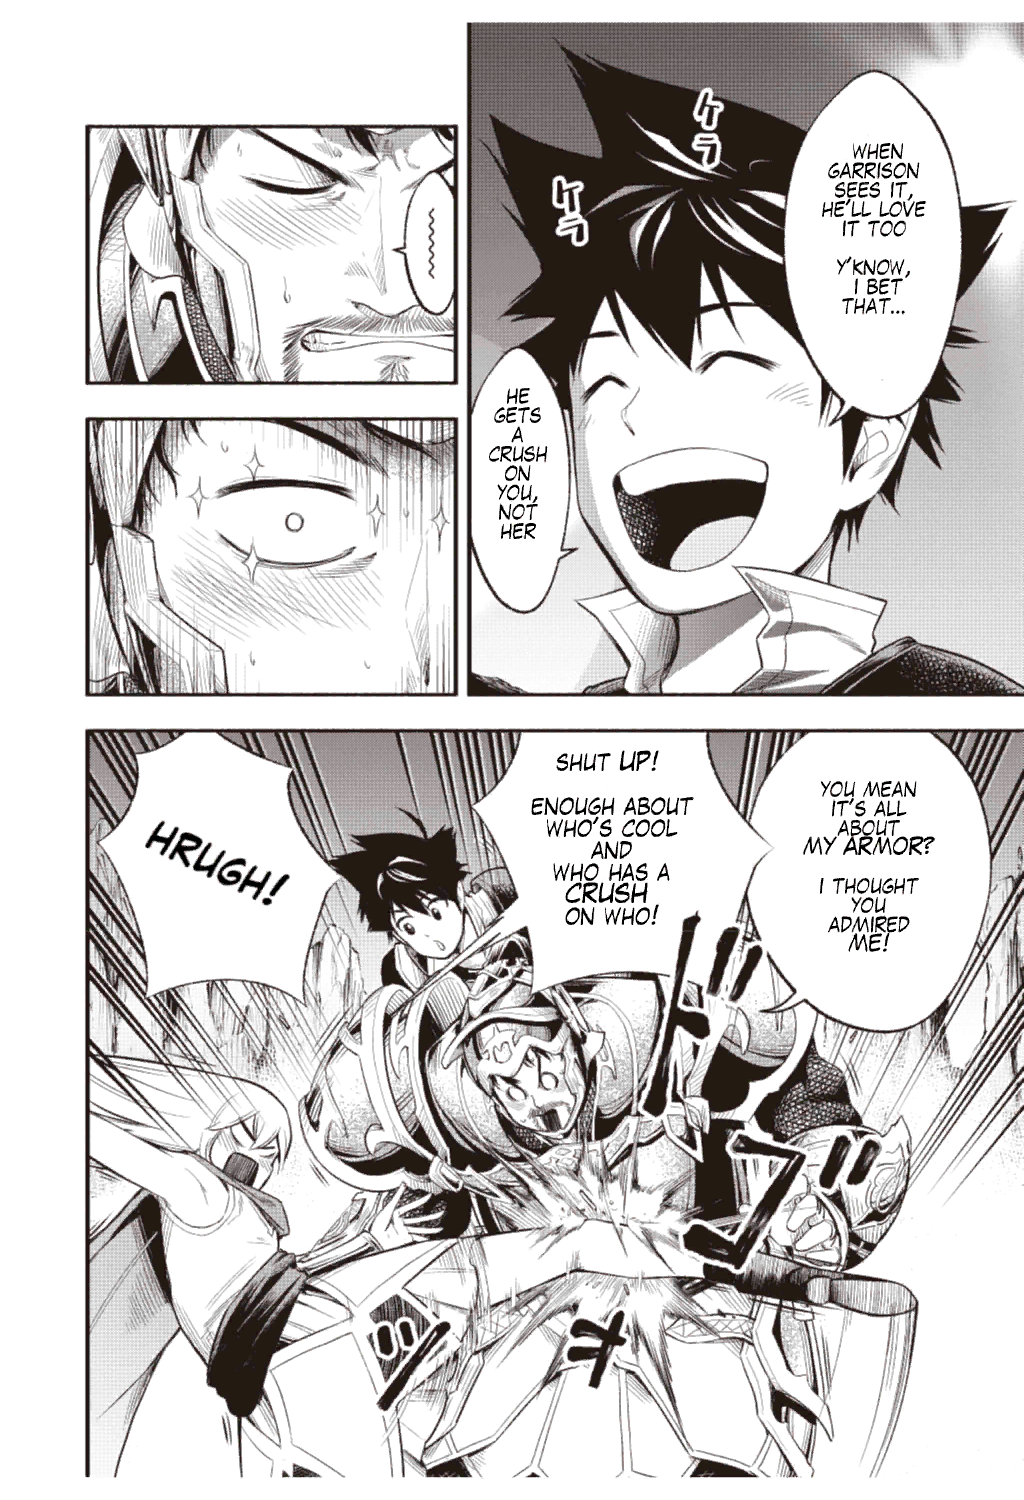 WHEN
GARRISON
SEES IT,
HE'LL LOVE
IT TOO
Y'KNOW,
I BET
THAT...
ケラ
ケラ
HE
GETS
A
CRUSH
ON
YOU,
NOT
HER
YOU MEAN
IT'S ALL
ABOUT
MY ARMOR?
I THOUGHT
YOU
ADMIRED
ME!
SHUT UP!
ENOUGH ABOUT
WHO'S COOL
AND
WHO HAS A
CRUSH
ON WHO!
HRUGH!
ドズッ